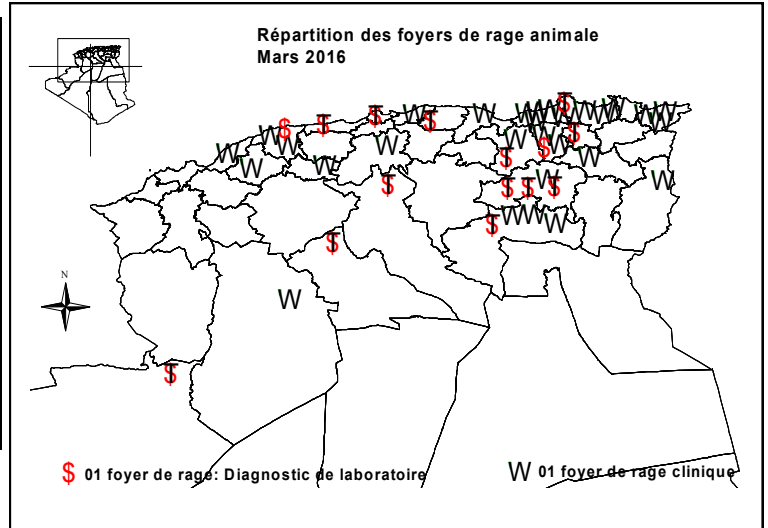 Répartition des foyers de rage animale
Mars 2016
N
$ 01 foyer de rage: Diagnostic de laboratoire
W 01 foyer de rage clinique